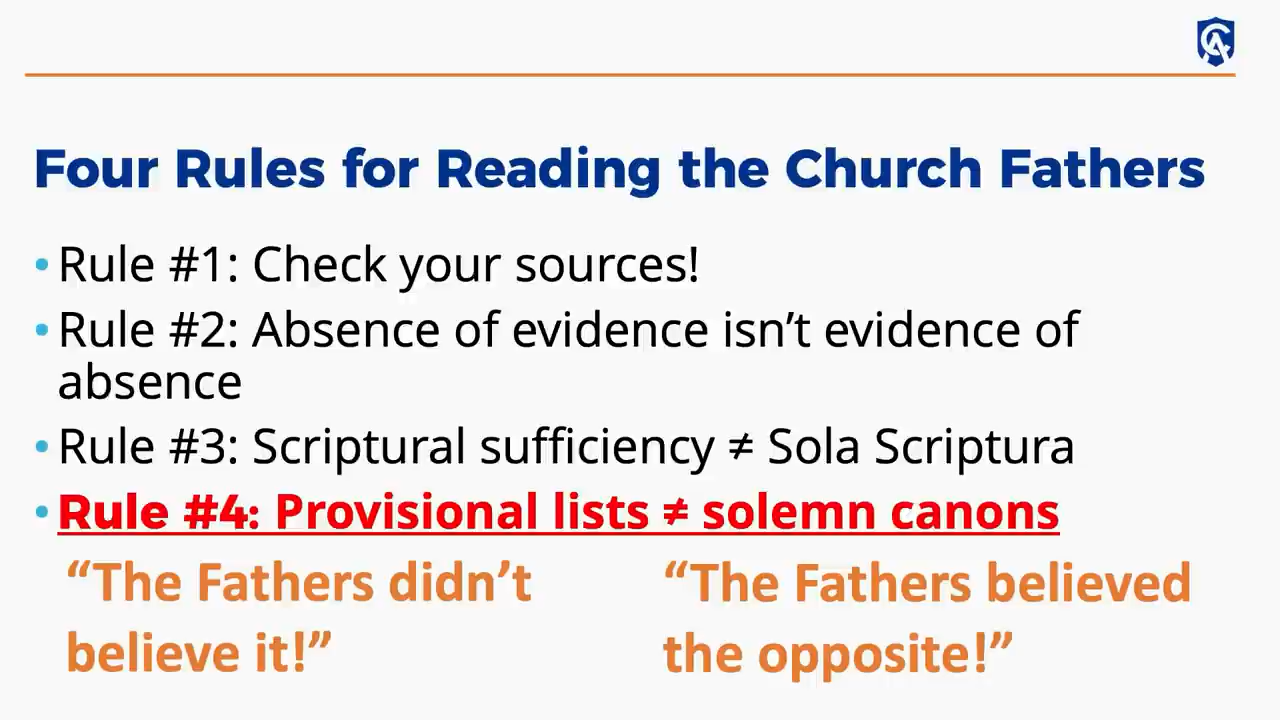 Four Rules for Reading the Church Fathers
• Rule #1: Check your sources!
• Rule #2: Absence of evidence isn’t evidence of
absence
• Rule #3: Scriptural sufficiency ≠ Sola Scriptura
• Rule #4: Provisional lists ≠ solemn canons
“The Fathers didn’t
believe it!”
“The Fathers believed
the opposite!”